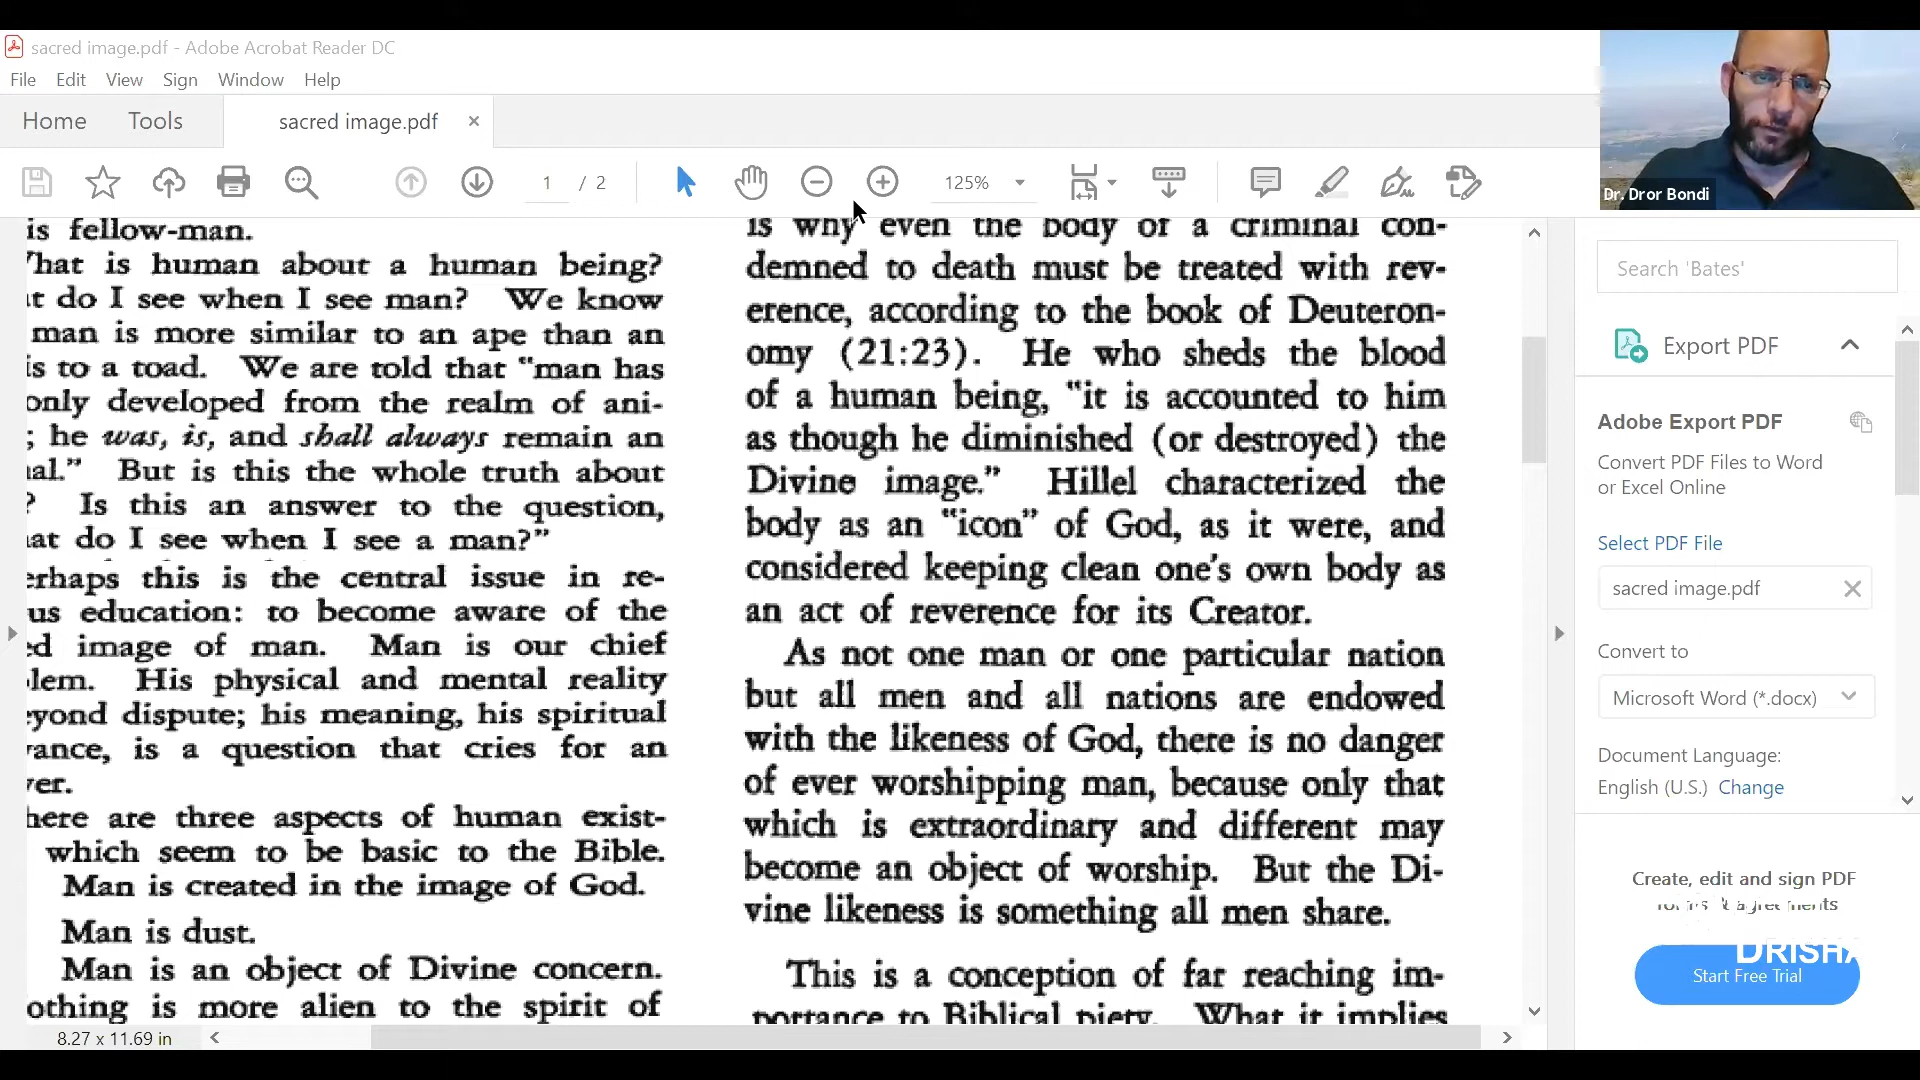 sacred image.pdf - Adobe Acrobat Reader DC
File Edit View Sign Window Help
Home Tools sacred image.pdf
1 / 2 125%
Dr. Dror Bondi
is fellow-man.
hat is human about a human being?
t do I see when I see man? We know
man is more similar to an ape than an
is to a toad. We are told that "man has
only developed from the realm of ani-
; he was, is, and shall always remain an
al." But is this the whole truth about
? Is this an answer to the question,
at do I see when I see a man?"
erhaps this is the central issue in re-
us education: to become aware of the
ed image of man. Man is our chief
lem. His physical and mental reality
eyond dispute; his meaning, his spiritual
vance, is a question that cries for an
ver.
here are three aspects of human exist-
which seem to be basic to the Bible.
Man is created in the image of God.
Man is dust.
Man is an object of Divine concern.
othing is more alien to the spirit of
is why even the body of a criminal con-
demned to death must be treated with rev-
erence, according to the book of Deuteron-
omy (21:23). He who sheds the blood
of a human being, "it is accounted to him
as though he diminished (or destroyed) the
Divine image." Hillel characterized the
body as an "icon" of God, as it were, and
considered keeping clean one's own body as
an act of reverence for its Creator.
As not one man or one particular nation
but all men and all nations are endowed
with the likeness of God, there is no danger
of ever worshipping man, because only that
which is extraordinary and different may
become an object of worship. But the Di-
vine likeness is something all men share.
This is a conception of far reaching im-
portance to Biblical piety. What it implies
8.27 x 11.69 in
Search 'Bates'
Export PDF
Adobe Export PDF
Convert PDF Files to Word
or Excel Online
Select PDF File
sacred image.pdf
Convert to
Microsoft Word (*.docx)
Document Language:
English (U.S.) Change
Create, edit and sign PDF
DRISHA
Start Free Trial